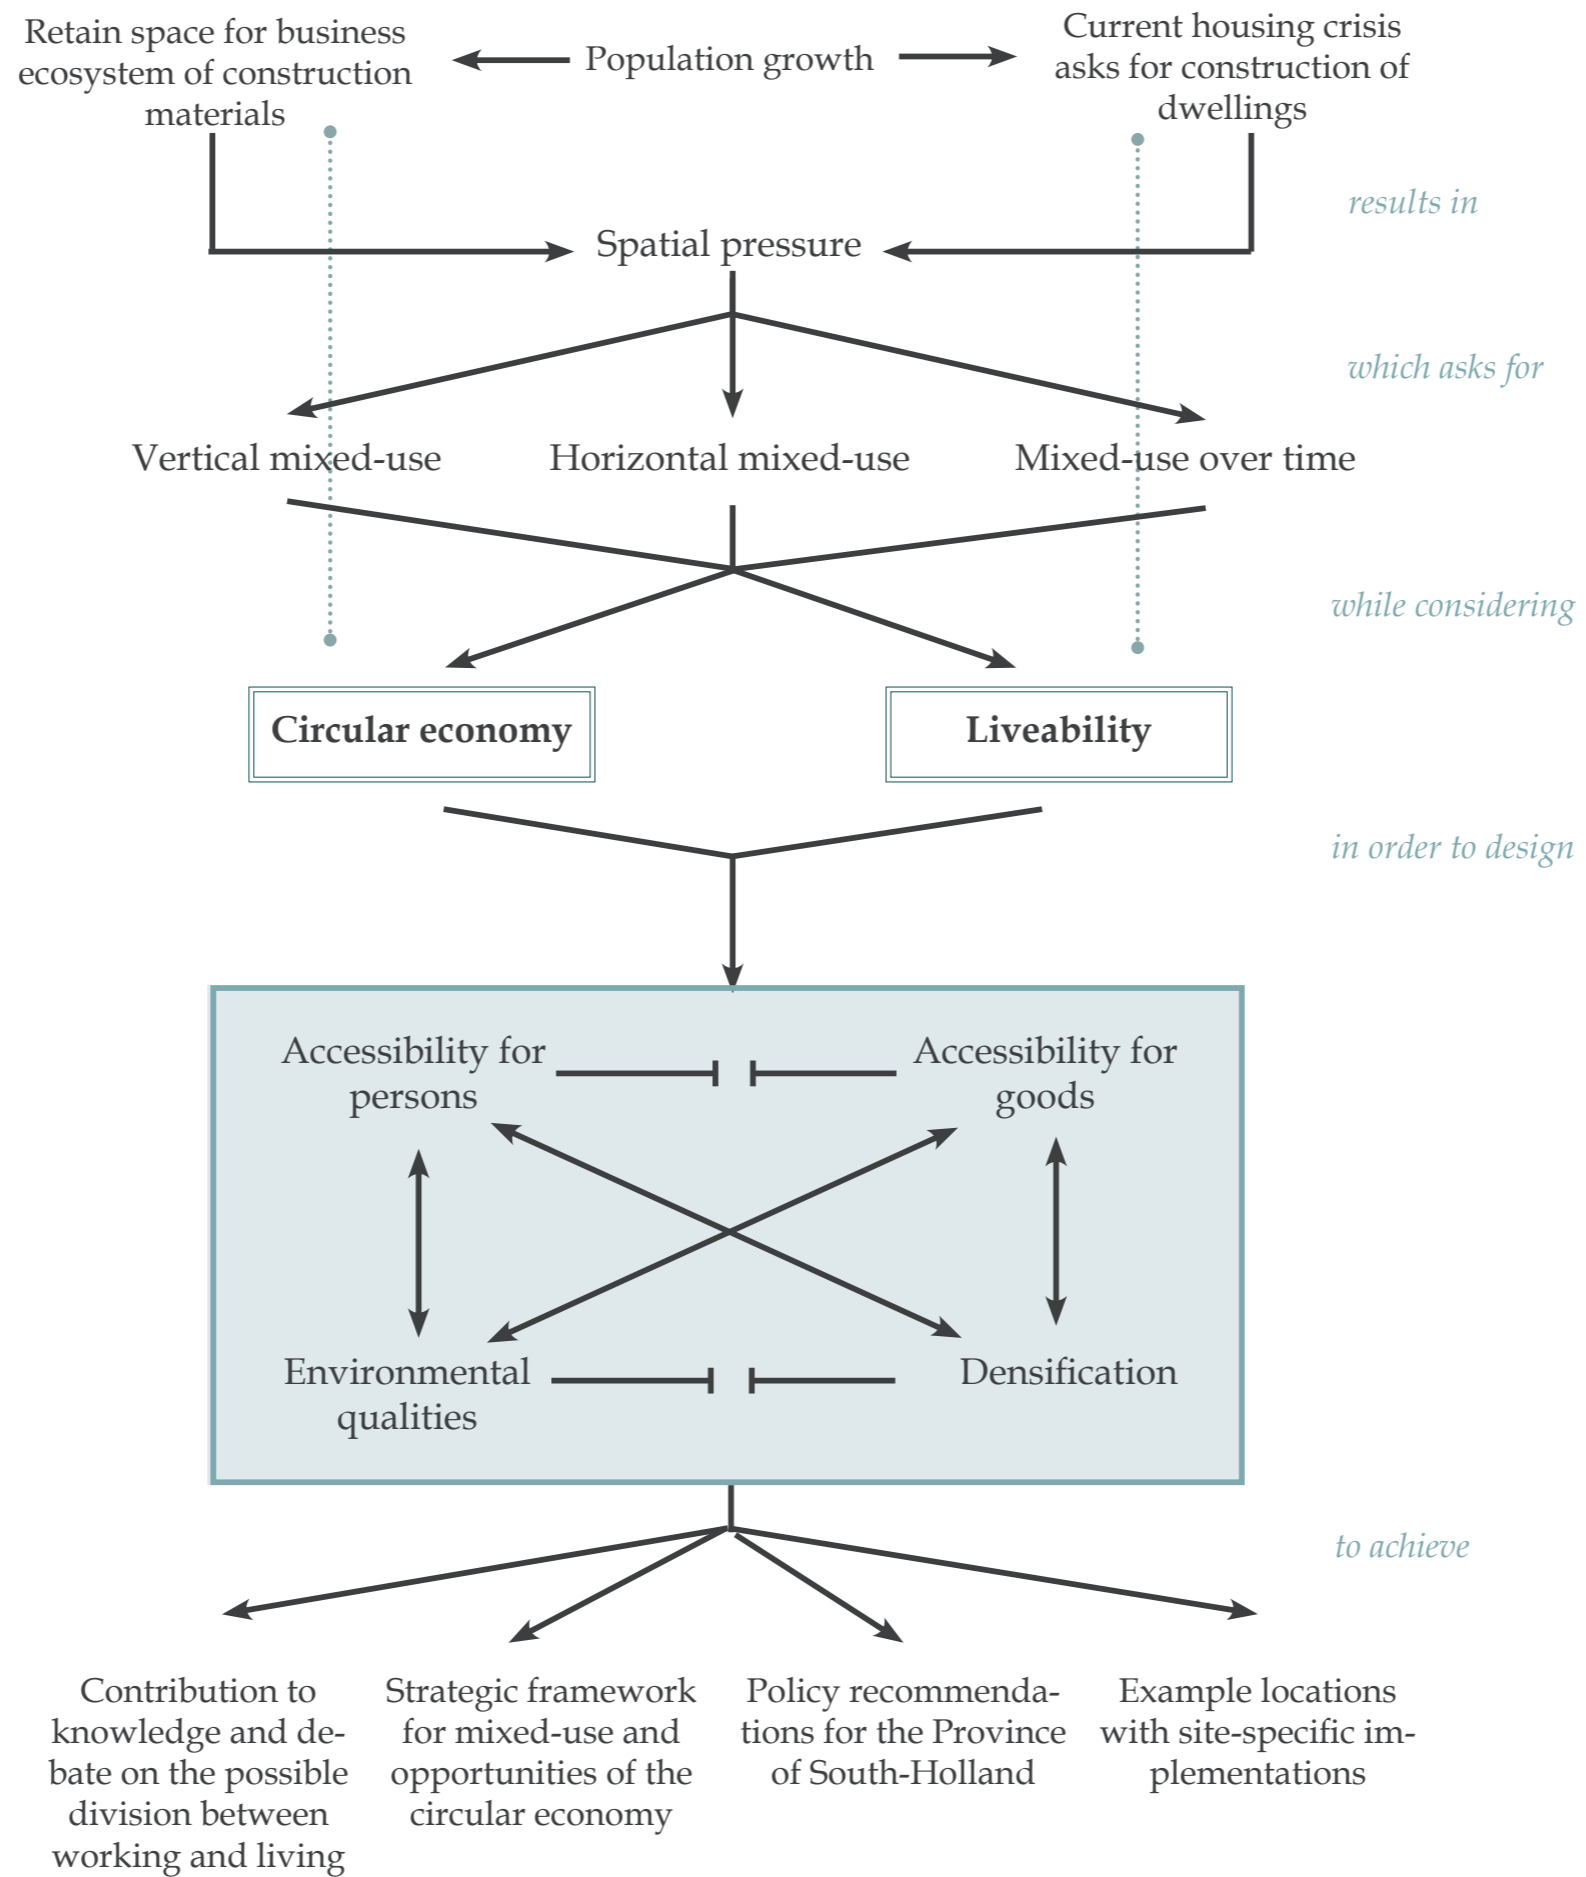 Retain space for business
ecosystem of construction
materials
Population growth
Current housing crisis
asks for construction of
dwellings
results in
Spatial pressure
which asks for
Vertical mixed-use
Horizontal mixed-use
Mixed-use over time
while considering
Circular economy
Liveability
in order to design
Accessibility for
persons
Accessibility for
goods
Environmental
qualities
Densification
to achieve
Contribution to
knowledge and de-
bate on the possible
division between
working and living
Strategic framework
for mixed-use and
opportunities of the
circular economy
Policy recommenda-
tions for the Province
of South-Holland
Example locations
with site-specific im-
plementations